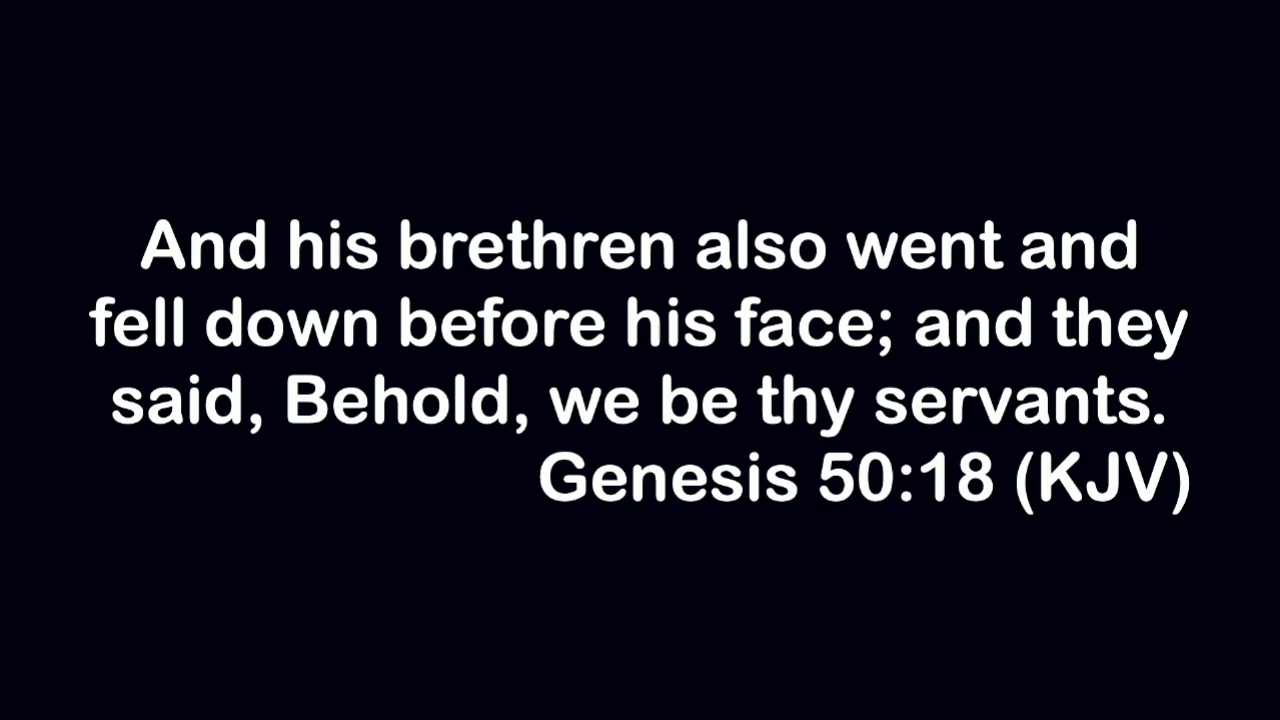 And his brethren also went and
fell down before his face; and they
said, Behold, we be thy servants.
Genesis 50:18 (KJV)